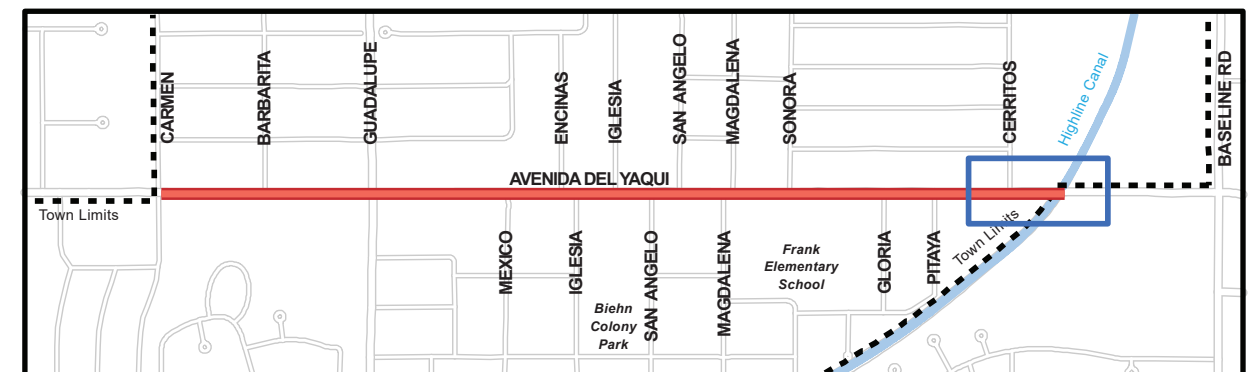 CARMEN
BARBARITA
GUADALUPE
ENCINAS
IGLESIA
SAN ANGELO
MAGDALENA
SONORA
CERRITOS
Highline Canal
BASELINE RD
AVENIDA DEL YAQUI
Town Limits
MEXICO
IGLESIA
Biehn
Colony
Park
SAN ANGELO
MAGDALENA
Frank
Elementary
School
GLORIA
PITAYA
Town Limits